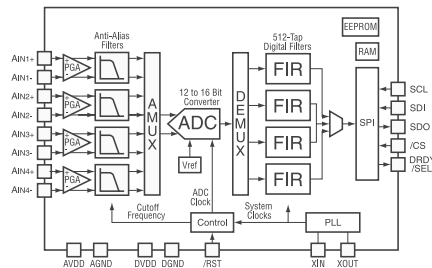 Anti-Alias
Filters
512-Tap
Digital Filters
EEPROM
RAM
12 to 16 Bit
Converter
AIN1+
AIN1-
AIN2+
AIN2-
AIN3+
AIN3-
AIN4+
AIN4-
+
PGA
-
+
PGA
-
+
PGA
-
+
PGA
-
AMUX
ADC
Vref
DEMUX
FIR
FIR
FIR
FIR
SPI
SCL
SDI
SDO
/CS
DRDY
/SEL
ADC
Clock
Cutoff
Frequency
System
Clocks
Control
PLL
AVDD
AGND
DVDD
DGND
/RST
XIN
XOUT